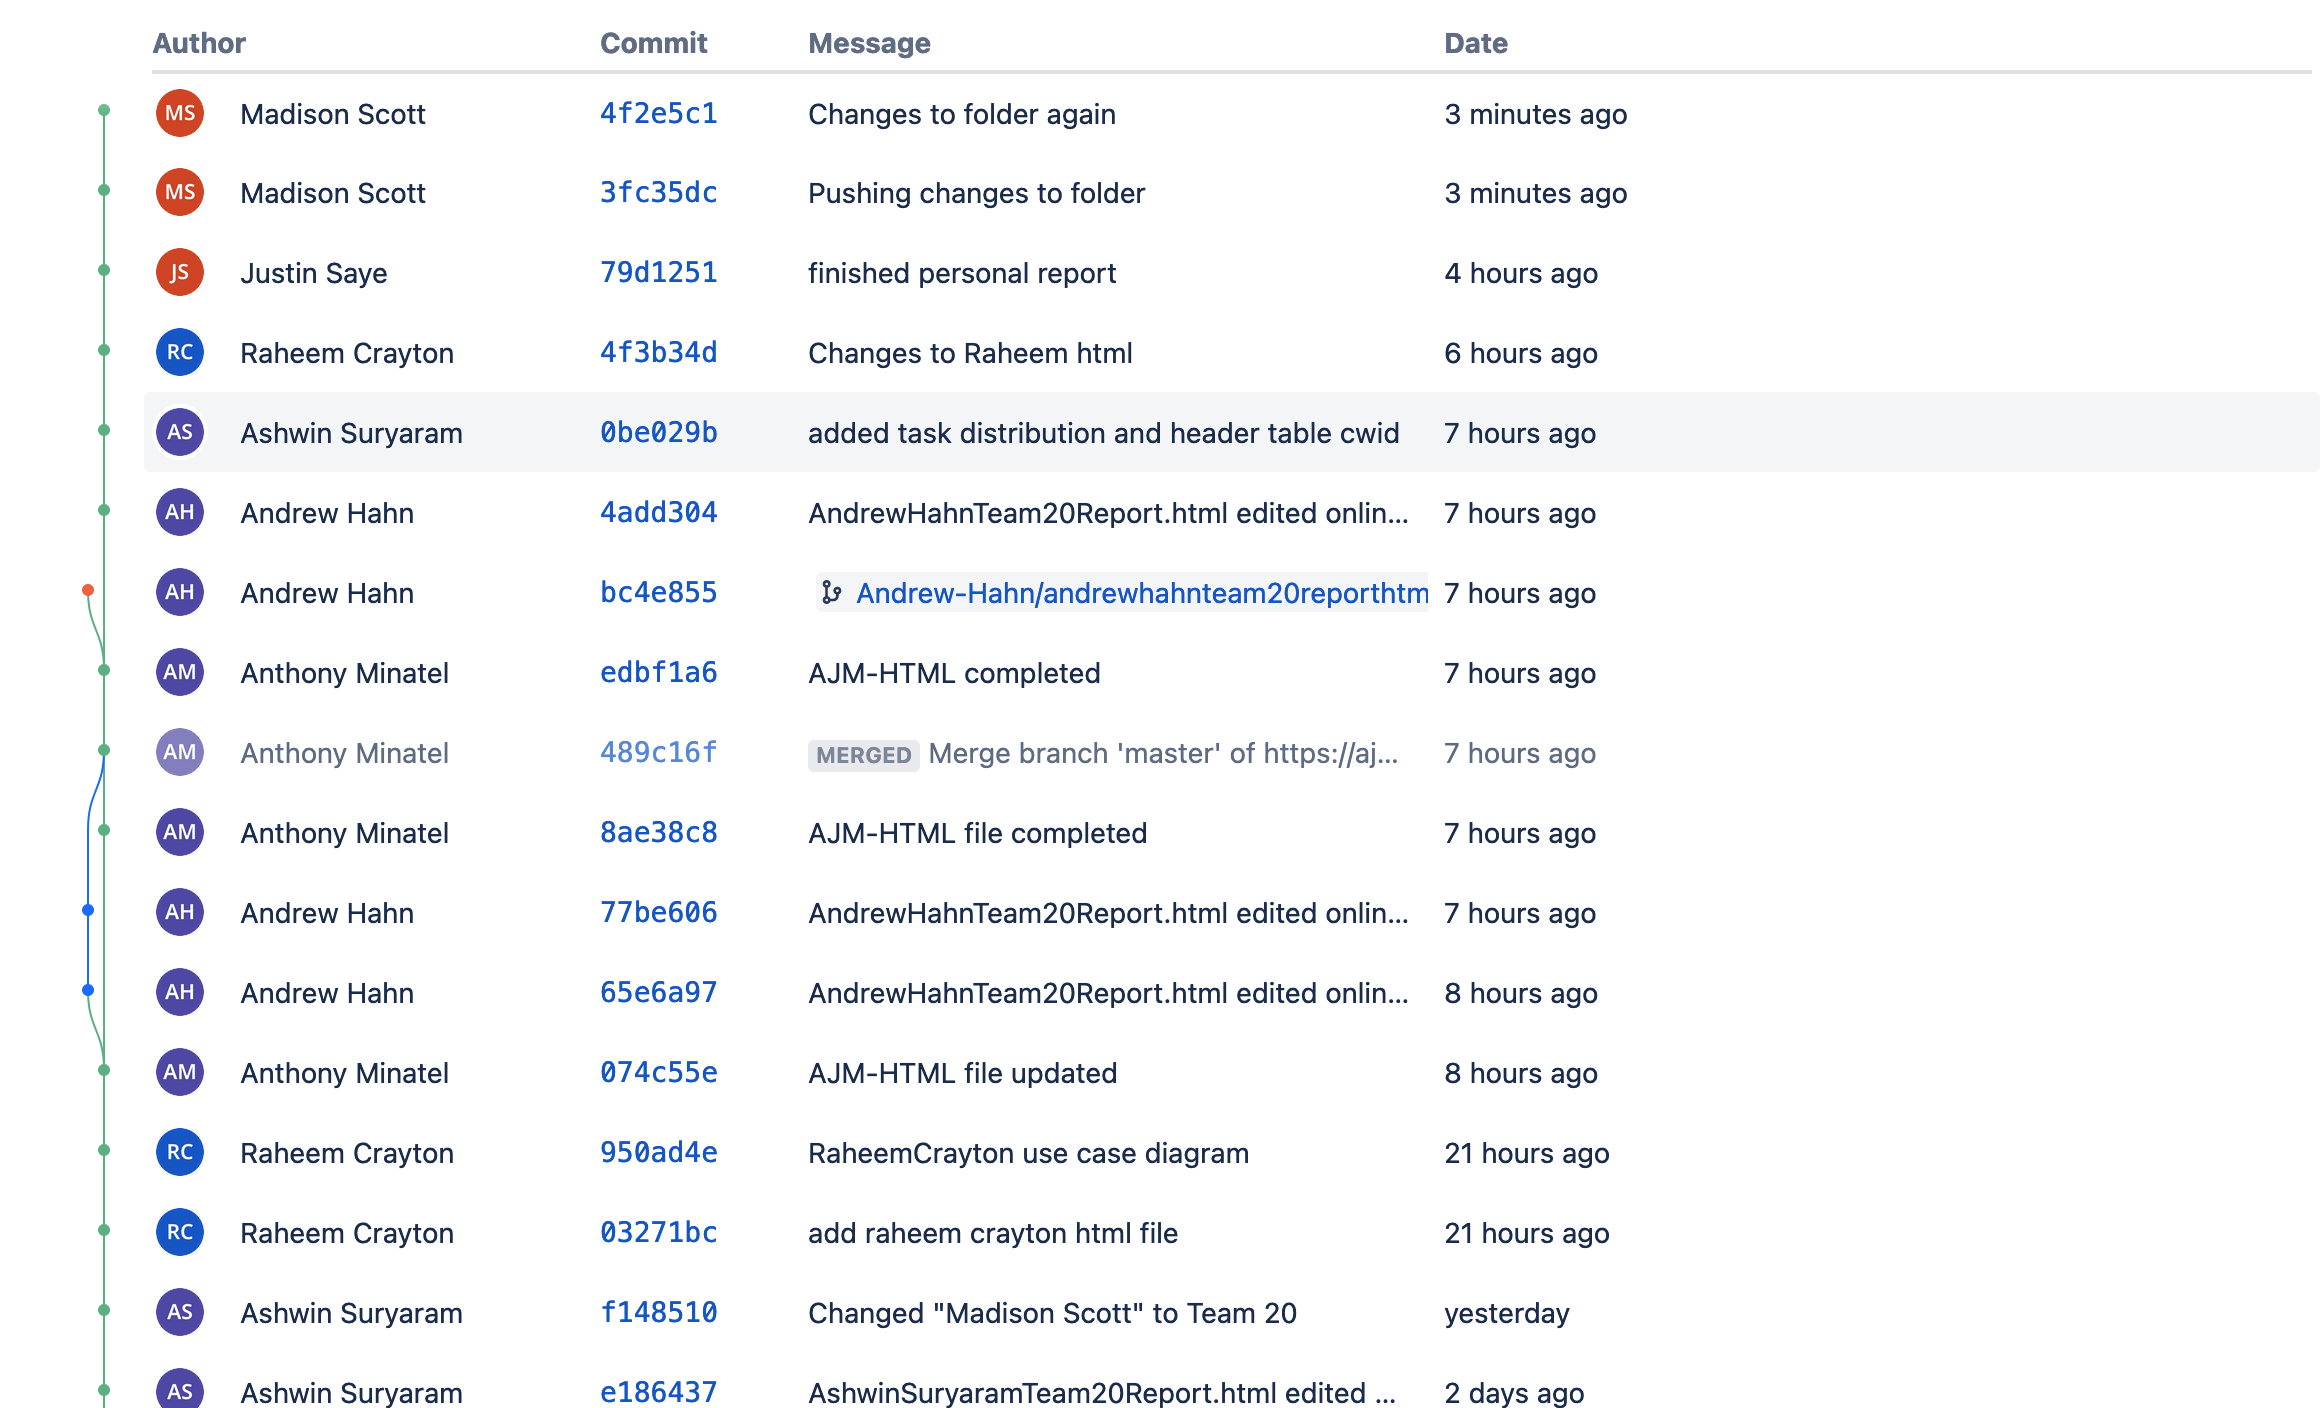 Author Commit Message Date
MS Madison Scott 4f2e5c1 Changes to folder again 3 minutes ago
MS Madison Scott 3fc35dc Pushing changes to folder 3 minutes ago
JS Justin Saye 79d1251 finished personal report 4 hours ago
RC Raheem Crayton 4f3b34d Changes to Raheem html 6 hours ago
AS Ashwin Suryaram 0be029b added task distribution and header table cwid 7 hours ago
AH Andrew Hahn 4add304 AndrewHahnTeam20Report.html edited onlin... 7 hours ago
AH Andrew Hahn bc4e855 Andrew-Hahn/andrewhahnteam20reporthtm 7 hours ago
AM Anthony Minatel edbf1a6 AJM-HTML completed 7 hours ago
AM Anthony Minatel 489c16f MERGED Merge branch 'master' of https://aj... 7 hours ago
AM Anthony Minatel 8ae38c8 AJM-HTML file completed 7 hours ago
AH Andrew Hahn 77be606 AndrewHahnTeam20Report.html edited onlin... 7 hours ago
AH Andrew Hahn 65e6a97 AndrewHahnTeam20Report.html edited onlin... 8 hours ago
AM Anthony Minatel 074c55e AJM-HTML file updated 8 hours ago
RC Raheem Crayton 950ad4e RaheemCrayton use case diagram 21 hours ago
RC Raheem Crayton 03271bc add raheem crayton html file 21 hours ago
AS Ashwin Suryaram f148510 Changed "Madison Scott" to Team 20 yesterday
AS Ashwin Suryaram e186437 AshwinSuryaramTeam20Report.html edited ... 2 days ago